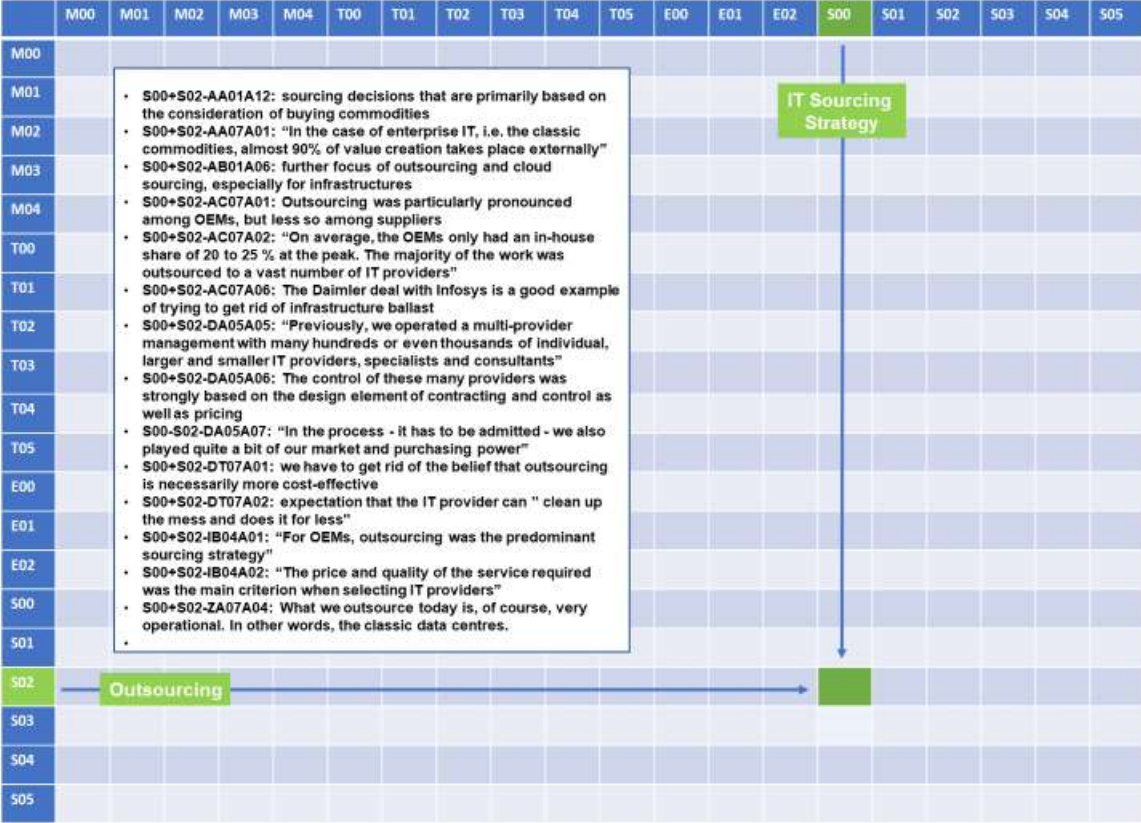 M00 M01 M02 M03 M04 T00 T01 T02 T03 T04 T05 E00 E01 E02 S00 S01 S02 S03 S04 S05
M00
M01
M02
M03
M04
T00
T01
T02
T03
T04
T05
E00
E01
E02
S00
S01
S02
S03
S04
S05
• S00+S02-AA01A12: sourcing decisions that are primarily based on
the consideration of buying commodities
• S00+S02-AA07A01: “In the case of enterprise IT, i.e. the classic
commodities, almost 90% of value creation takes place externally”
• S00+S02-AB01A06: further focus of outsourcing and cloud
sourcing, especially for infrastructures
• S00+S02-AC07A01: Outsourcing was particularly pronounced
among OEMs, but less so among suppliers
• S00+S02-AC07A02: “On average, the OEMs only had an in-house
share of 20 to 25 % at the peak. The majority of the work was
outsourced to a vast number of IT providers”
• S00+S02-AC07A06: The Daimler deal with Infosys is a good example
of trying to get rid of infrastructure ballast
• S00+S02-DA05A05: “Previously, we operated a multi-provider
management with many hundreds or even thousands of individual,
larger and smaller IT providers, specialists and consultants”
• S00+S02-DA05A06: The control of these many providers was
strongly based on the design element of contracting and control as
well as pricing
• S00-S02-DA05A07: “In the process - it has to be admitted - we also
played quite a bit of our market and purchasing power”
• S00+S02-DT07A01: we have to get rid of the belief that outsourcing
is necessarily more cost-effective
• S00+S02-DT07A02: expectation that the IT provider can ” clean up
the mess and does it for less”
• S00+S02-IB04A01: “For OEMs, outsourcing was the predominant
sourcing strategy”
• S00+S02-IB04A02: “The price and quality of the service required
was the main criterion when selecting IT providers”
• S00+S02-ZA07A04: What we outsource today is, of course, very
operational. In other words, the classic data centres.
•
IT Sourcing
Strategy
Outsourcing